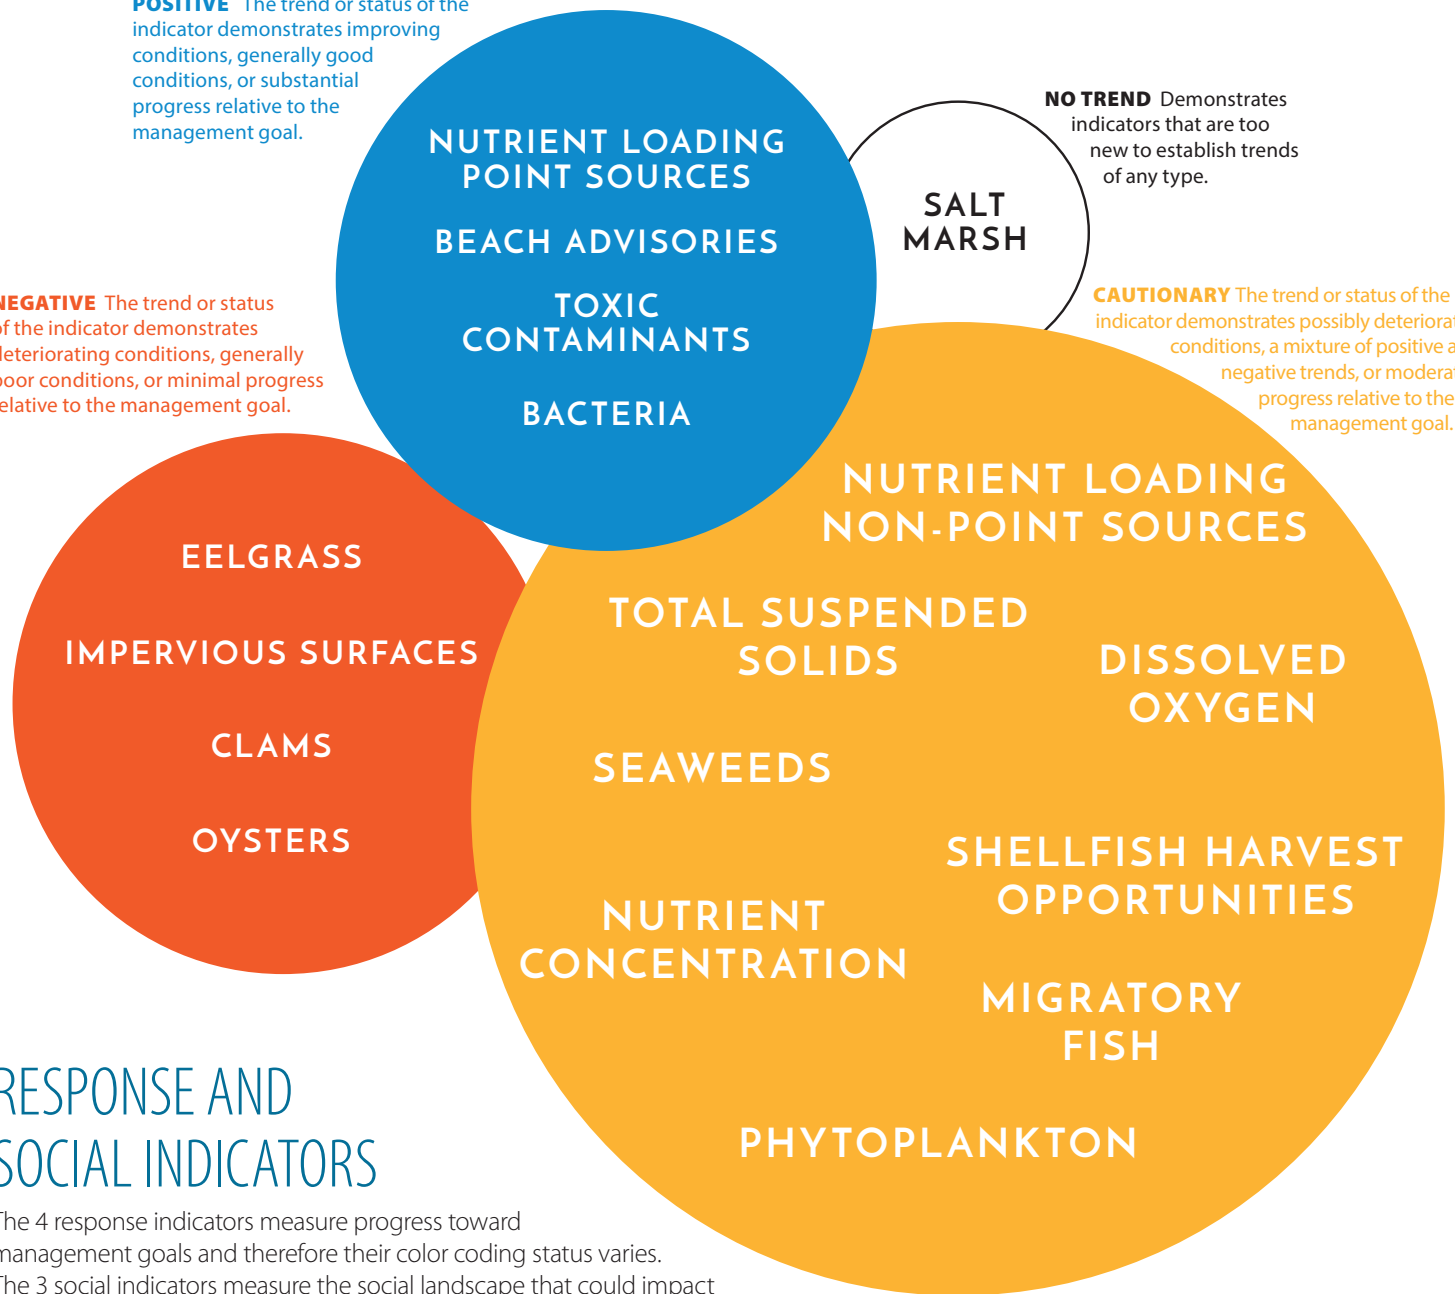 POSITIVE The trend or status of the
indicator demonstrates improving
conditions, generally good
conditions, or substantial
progress relative to the
management goal.
NUTRIENT LOADING
POINT SOURCES
BEACH ADVISORIES
TOXIC
CONTAMINANTS
BACTERIA
NO TREND Demonstrates
indicators that are too
new to establish trends
of any type.
SALT
MARSH
NEGATIVE The trend or status
of the indicator demonstrates
deteriorating conditions, generally
poor conditions, or minimal progress
relative to the management goal.
CAUTIONARY The trend or status of the
indicator demonstrates possibly
conditions, a mixture of positive
negative trends, or
progress relative to the
management goal.
EELGRASS
IMPERVIOUS SURFACES
CLAMS
OYSTERS
NUTRIENT LOADING
NON-POINT SOURCES
TOTAL SUSPENDED
SOLIDS
DISSOLVED
OXYGEN
SEAWEEDS
SHELLFISH HARVEST
OPPORTUNITIES
NUTRIENT
CONCENTRATION
MIGRATORY
FISH
PHYTOPLANKTON
RESPONSE AND
SOCIAL INDICATORS
The 4 response indicators measure progress toward
management goals and therefore their color coding status varies.
The 3 social indicators measure the social landscape that could impact